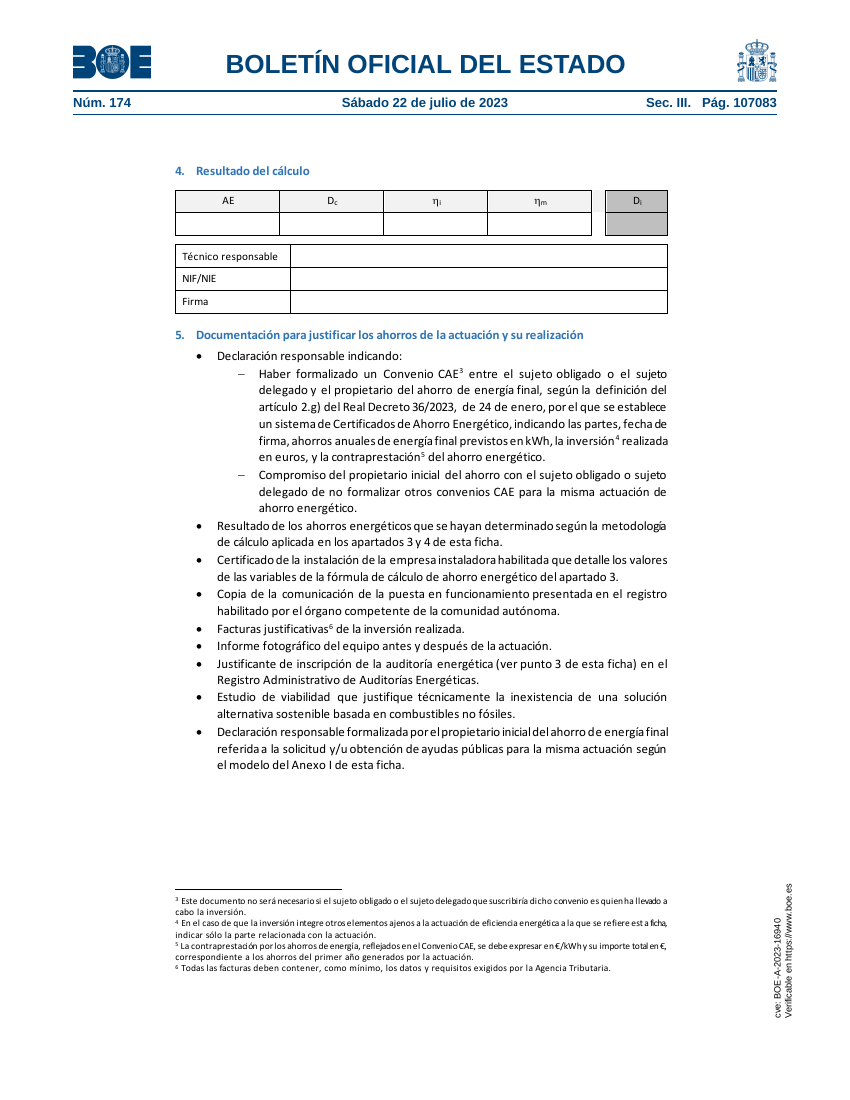 BOE
BOLETÍN OFICIAL DEL ESTADO
Núm. 174 Sábado 22 de julio de 2023 Sec. III. Pág. 107083
4. Resultado del cálculo
AE Dc ηi ηm Di
Técnico responsable
NIF/NIE
Firma
5. Documentación para justificar los ahorros de la actuación y su realización
• Declaración responsable indicando:
– Haber formalizado un Convenio CAE³ entre el sujeto obligado o el sujeto
delegado y el propietario del ahorro de energía final, según la definición del
artículo 2.g) del Real Decreto 36/2023, de 24 de enero, por el que se establece
un sistema de Certificados de Ahorro Energético, indicando las partes, fecha de
firma, ahorros anuales de energía final previstos en kWh, la inversión⁴ realizada
en euros, y la contraprestación⁵ del ahorro energético.
– Compromiso del propietario inicial del ahorro con el sujeto obligado o sujeto
delegado de no formalizar otros convenios CAE para la misma actuación de
ahorro energético.
• Resultado de los ahorros energéticos que se hayan determinado según la metodología
de cálculo aplicada en los apartados 3 y 4 de esta ficha.
• Certificado de la instalación de la empresa instaladora habilitada que detalle los valores
de las variables de la fórmula de cálculo de ahorro energético del apartado 3.
• Copia de la comunicación de la puesta en funcionamiento presentada en el registro
habilitado por el órgano competente de la comunidad autónoma.
• Facturas justificativas⁶ de la inversión realizada.
• Informe fotográfico del equipo antes y después de la actuación.
• Justificante de inscripción de la auditoría energética (ver punto 3 de esta ficha) en el
Registro Administrativo de Auditorías Energéticas.
• Estudio de viabilidad que justifique técnicamente la inexistencia de una solución
alternativa sostenible basada en combustibles no fósiles.
• Declaración responsable formalizada por el propietario inicial del ahorro de energía final
referida a la solicitud y/u obtención de ayudas públicas para la misma actuación según
el modelo del Anexo I de esta ficha.
³ Este documento no será necesario si el sujeto obligado o el sujeto delegado que suscribiría dicho convenio es quien ha llevado a
cabo la inversión.
⁴ En el caso de que la inversión integre otros elementos ajenos a la actuación de eficiencia energética a la que se refiere esta ficha,
indicar sólo la parte relacionada con la actuación.
⁵ La contraprestación por los ahorros de energía, reflejados en el Convenio CAE, se debe expresar en €/kWh y su importe total en €,
correspondiente a los ahorros del primer año generados por la actuación.
⁶ Todas las facturas deben contener, como mínimo, los datos y requisitos exigidos por la Agencia Tributaria.
cve: BOE-A-2023-16940
Verificable en https://www.boe.es